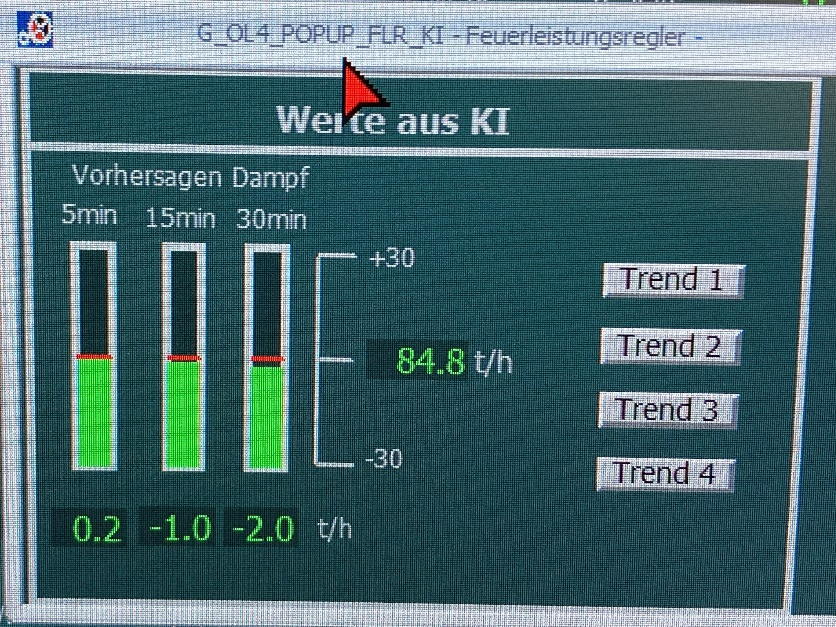 G_OL4_POPUP_FLR_KI - Feuerleistungsregler -
Werte aus KI
Vorhersagen Dampf
5min 15min 30min
+30
84.8 t/h
-30
0.2 -1.0 -2.0 t/h
Trend 1
Trend 2
Trend 3
Trend 4